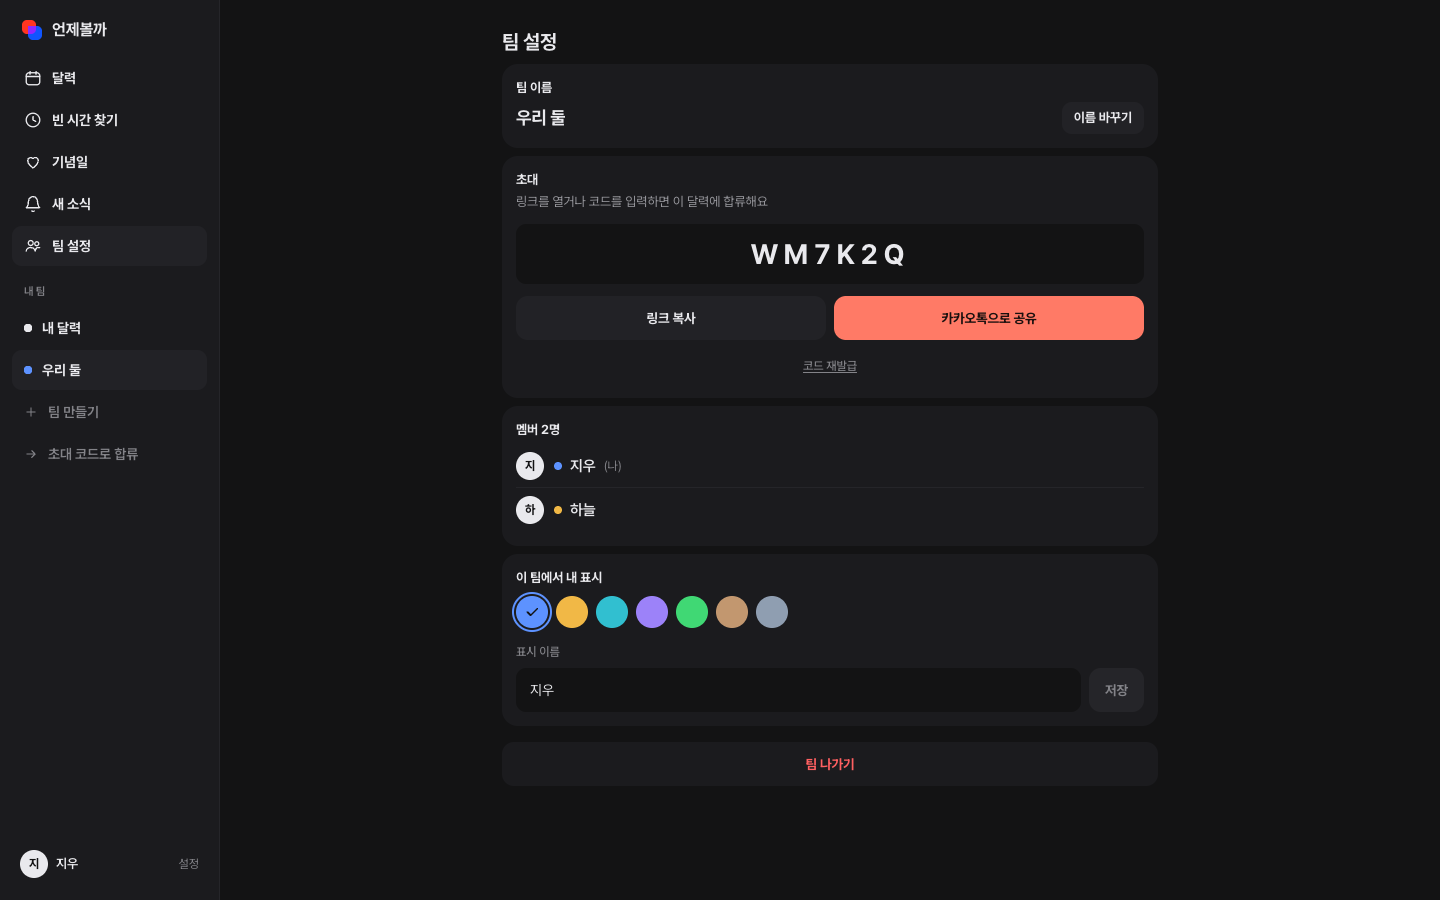 언제볼까
달력
빈 시간 찾기
기념일
새 소식
팀 설정
내 팀
내 달력
우리 둘
팀 만들기
초대 코드로 합류
지 지우 설정
팀 설정
팀 이름
우리 둘 이름 바꾸기
초대
링크를 열거나 코드를 입력하면 이 달력에 합류해요
WM7K2Q
링크 복사 카카오톡으로 공유
코드 재발급
멤버 2명
지 지우 (나)
하 하늘
이 팀에서 내 표시
표시 이름
지우 저장
팀 나가기